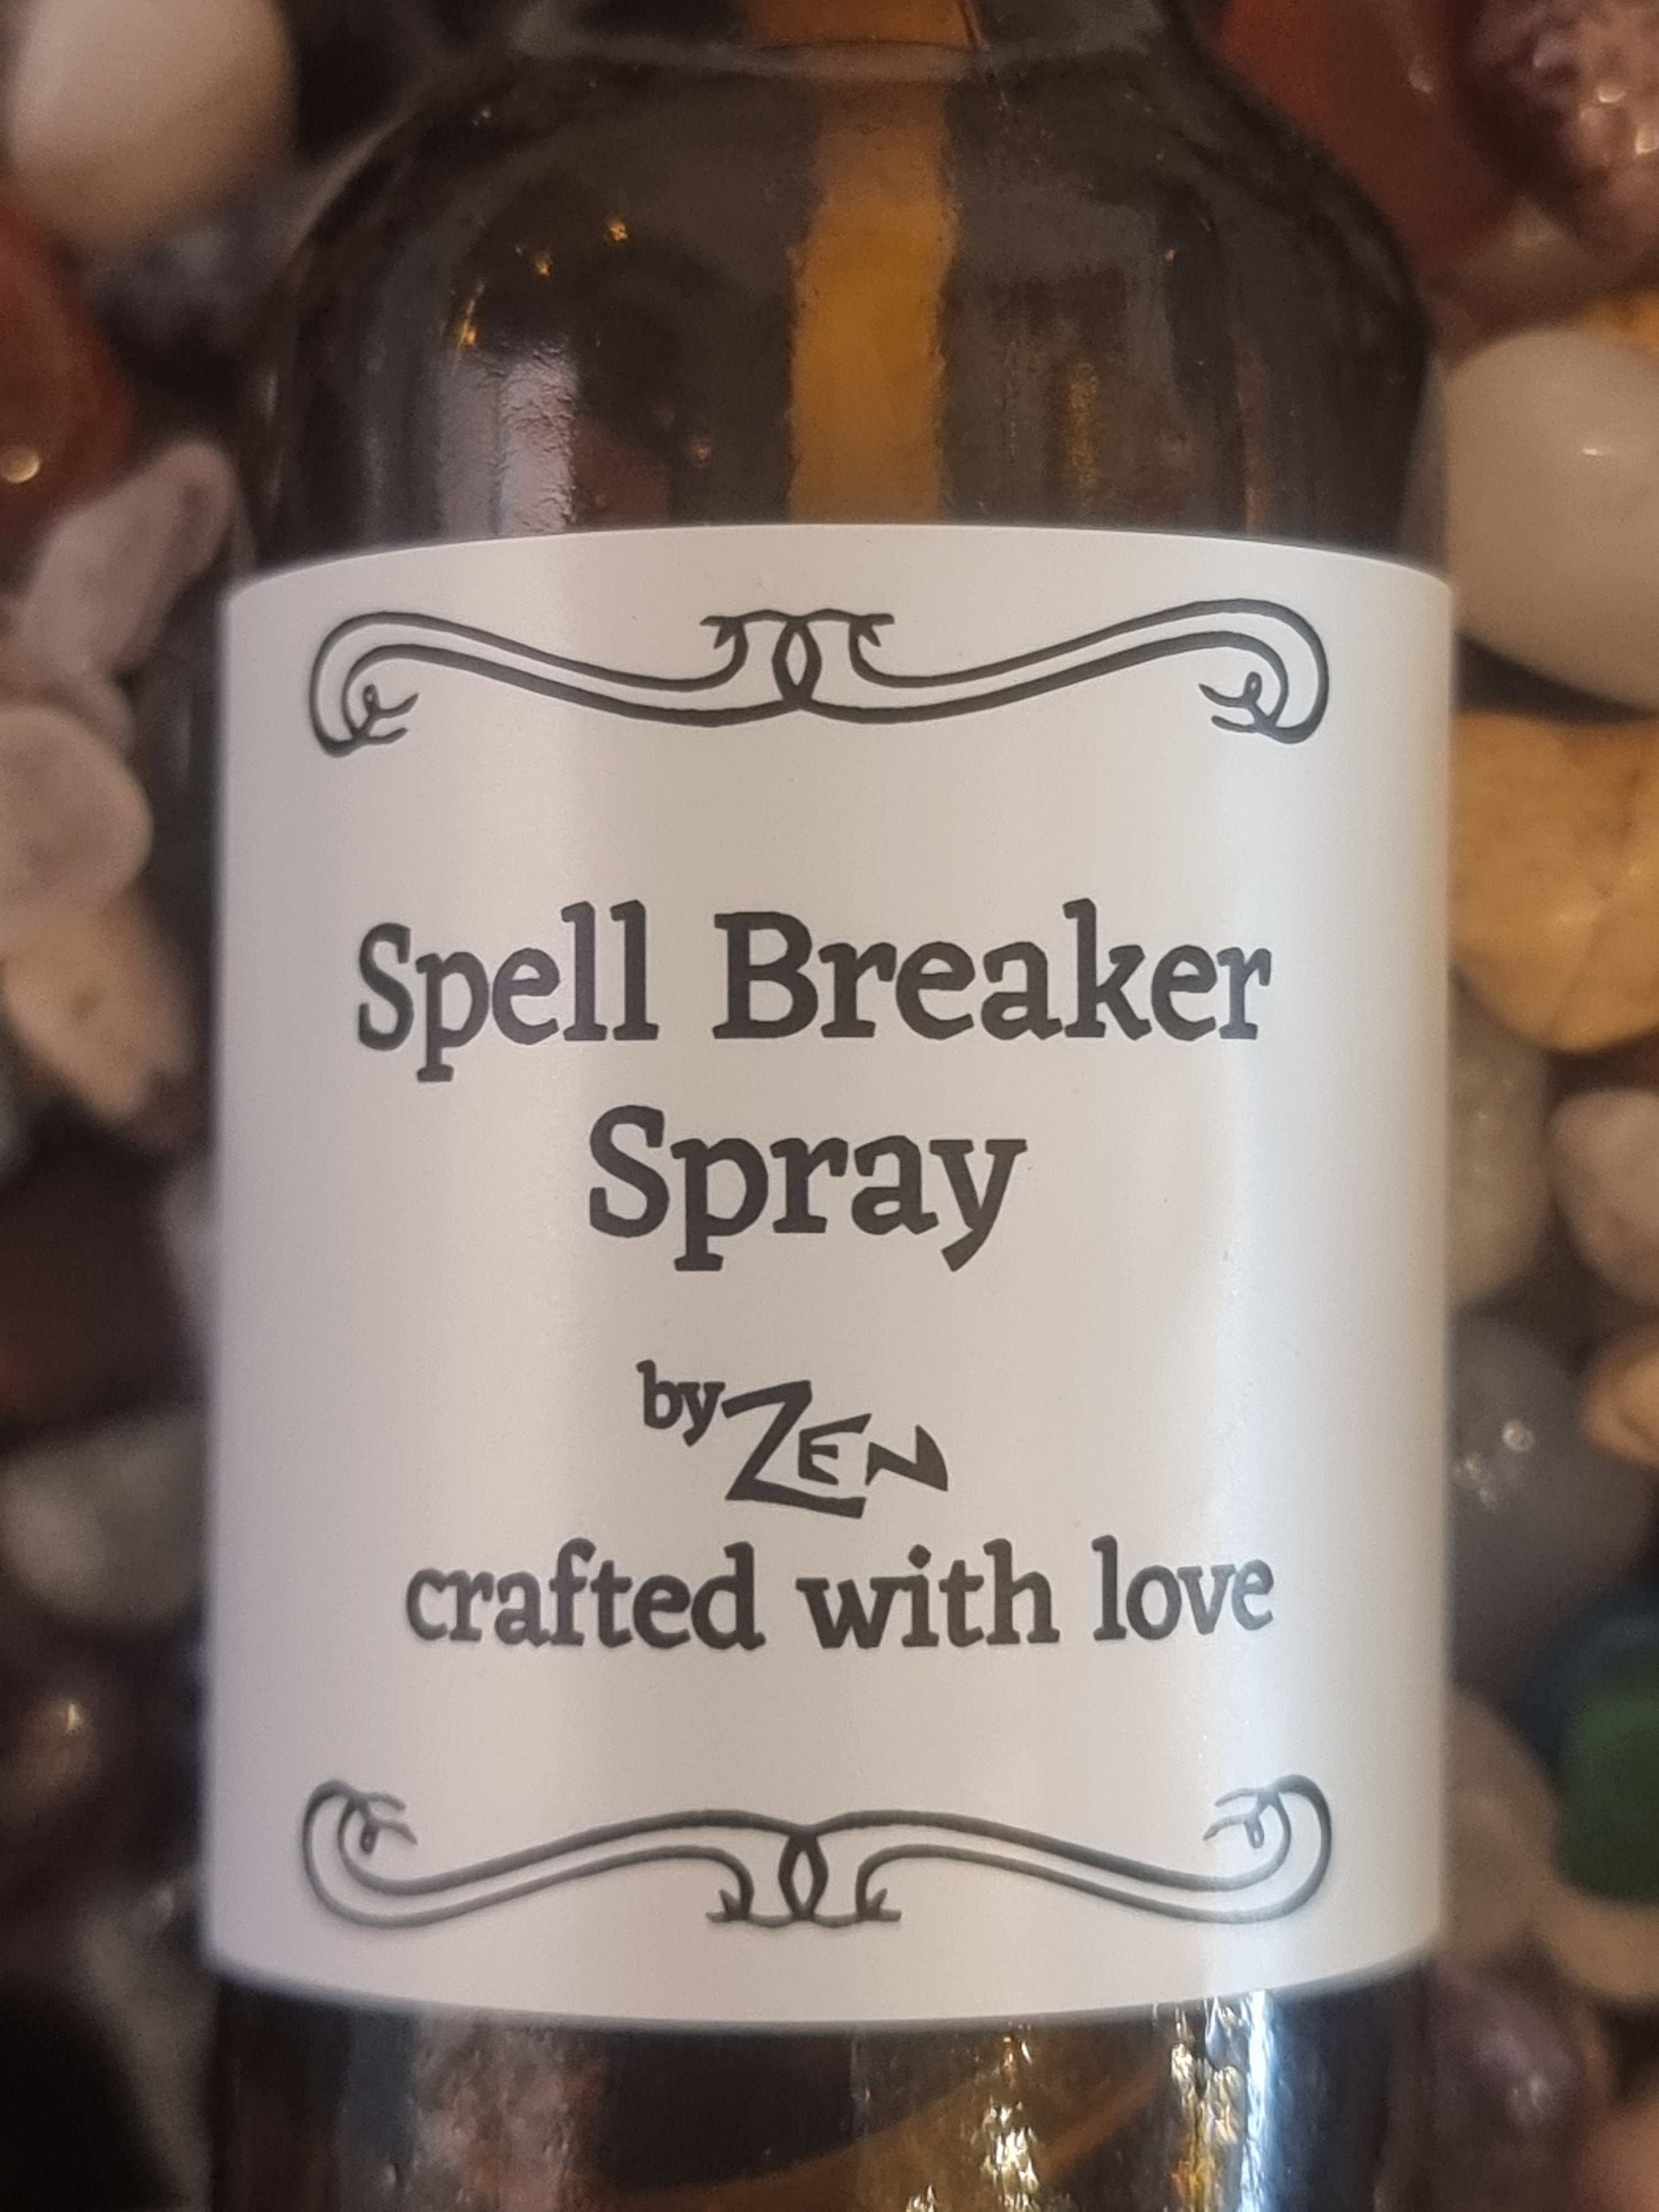 Spell Breaker
Spray
by ZEN
crafted with love